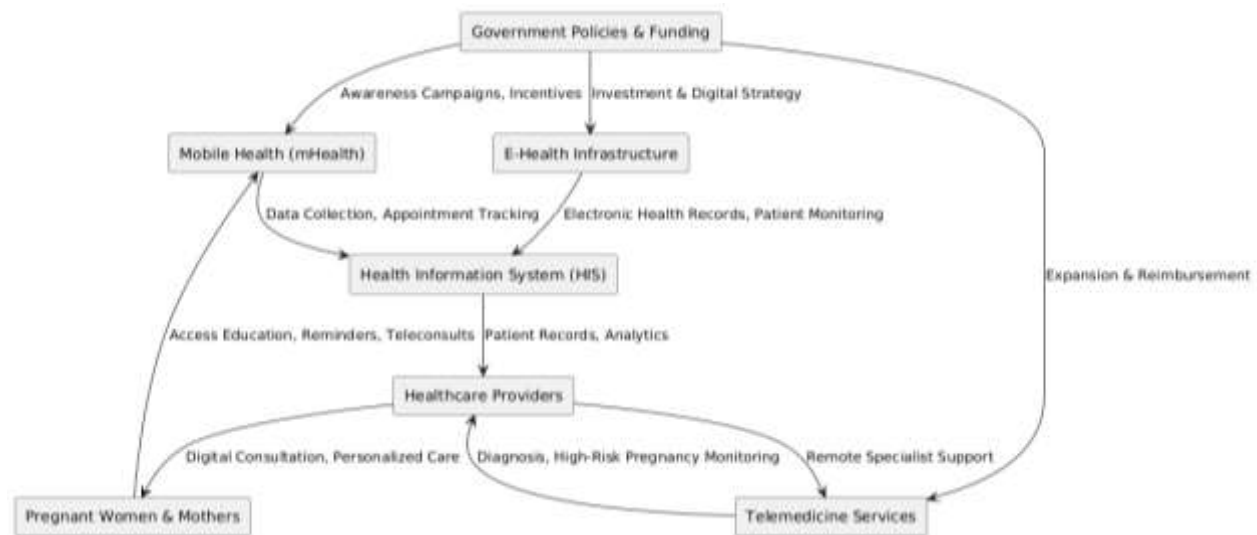 Government Policies & Funding
Awareness Campaigns, Incentives
Investment & Digital Strategy
Mobile Health (mHealth)
E-Health Infrastructure
Data Collection, Appointment Tracking
Electronic Health Records, Patient Monitoring
Health Information System (HIS)
Expansion & Reimbursement
Access Education, Reminders, Teleconsults
Patient Records, Analytics
Healthcare Providers
Digital Consultation, Personalized Care
Diagnosis, High-Risk Pregnancy Monitoring
Remote Specialist Support
Pregnant Women & Mothers
Telemedicine Services